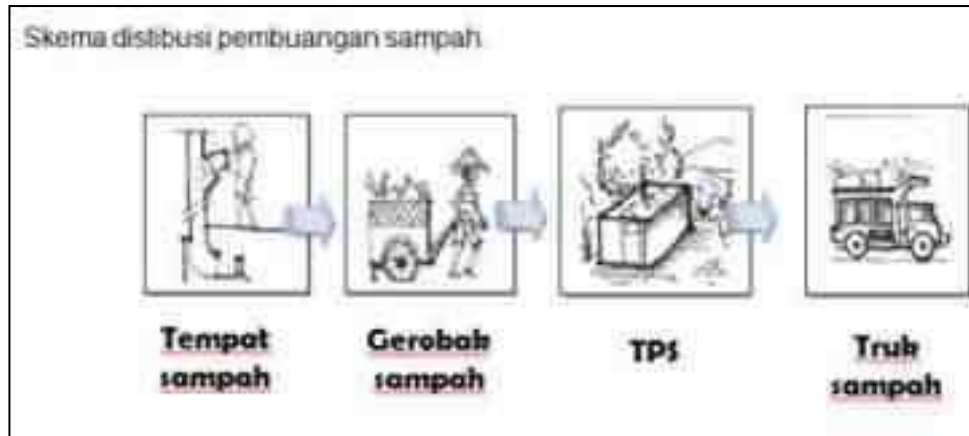 Skema distibusi pembuangan sampah
Tempat
sampah
Gerobak
sampah
TPS
Truk
sampah